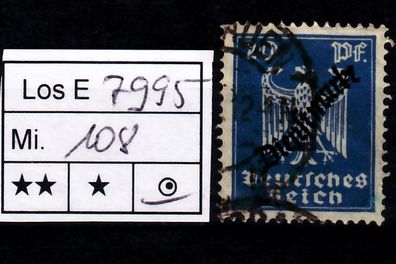 Los E 7995
Mi. 108
★★ ★ ⊙
20 Pf.
Dienstmarke
Deutsches
Reich